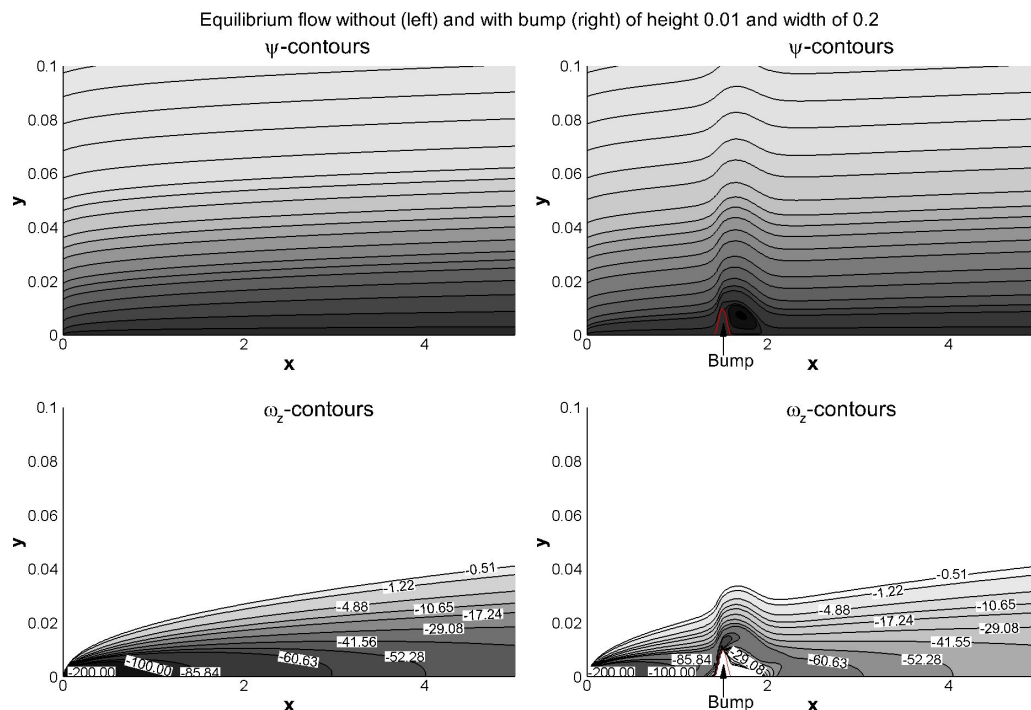 Equilibrium flow without (left) and with bump (right) of height 0.01 and width of 0.2
ψ-contours
0.1
0.08
0.06
0.04
0.02
0
y
0 2 4
x
ψ-contours
0.1
0.08
0.06
0.04
0.02
0
y
0 2 4
Bump
x
ωz-contours
0.1
0.08
0.06
0.04
0.02
0
y
-0.51
-1.22
-4.88 -10.65
-17.24
-29.08
-41.56
-60.63 -52.28
-200.00 -100.00 -85.84
0 2 4
x
ωz-contours
0.1
0.08
0.06
0.04
0.02
0
y
-0.51
-1.22
-4.88 -10.65
-17.24
-29.08
-41.55
-85.84 -29.08 -60.63 -52.28
-200.00 -100.00
0 2 4
Bump
x